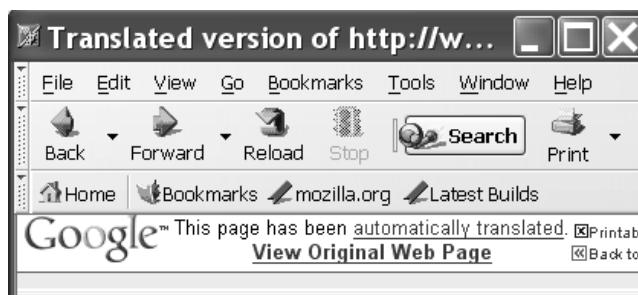 Translated version of http://w...
File Edit View Go Bookmarks Tools Window Help
Back Forward Reload Stop Search Print
Home Bookmarks mozilla.org Latest Builds
Google™ This page has been automatically translated. Printab
View Original Web Page Back to